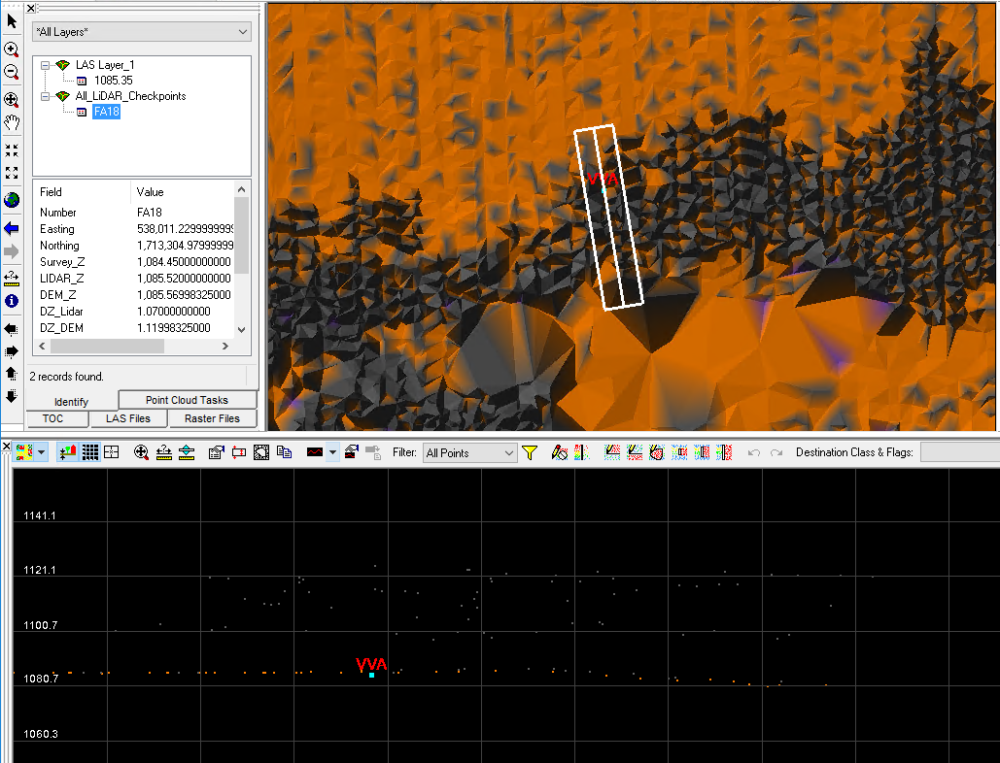 *All Layers*
LAS Layer_1
1085.35
All_LiDAR_Checkpoints
FA18
Field Value
Number FA18
Easting 538,011.2299999999
Northing 1,713,304.97999999
Survey_Z 1,084.45000000000
LIDAR_Z 1,085.52000000000
DEM_Z 1,085.56998325000
DZ_Lidar 1.07000000000
DZ_DEM 1.11998325000
2 records found.
Identify Point Cloud Tasks
TOC LAS Files Raster Files
VVA
Filter: All Points Destination Class & Flags:
1141.1
1121.1
1100.7
VVA
1080.7
1060.3